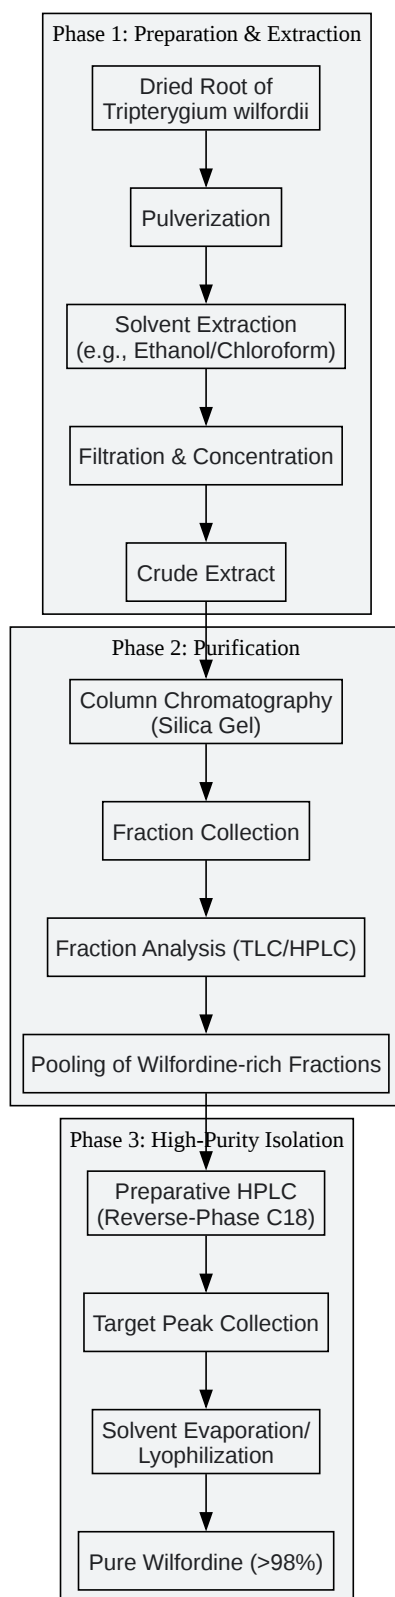 Phase 1: Preparation & Extraction
Dried Root of
Tripterygium wilfordii
Pulverization
Solvent Extraction
(e.g., Ethanol/Chloroform)
Filtration & Concentration
Crude Extract
Phase 2: Purification
Column Chromatography
(Silica Gel)
Fraction Collection
Fraction Analysis (TLC/HPLC)
Pooling of Wilfordine-rich Fractions
Phase 3: High-Purity Isolation
Preparative HPLC
(Reverse-Phase C18)
Target Peak Collection
Solvent Evaporation/
Lyophilization
Pure Wilfordine (>98%)